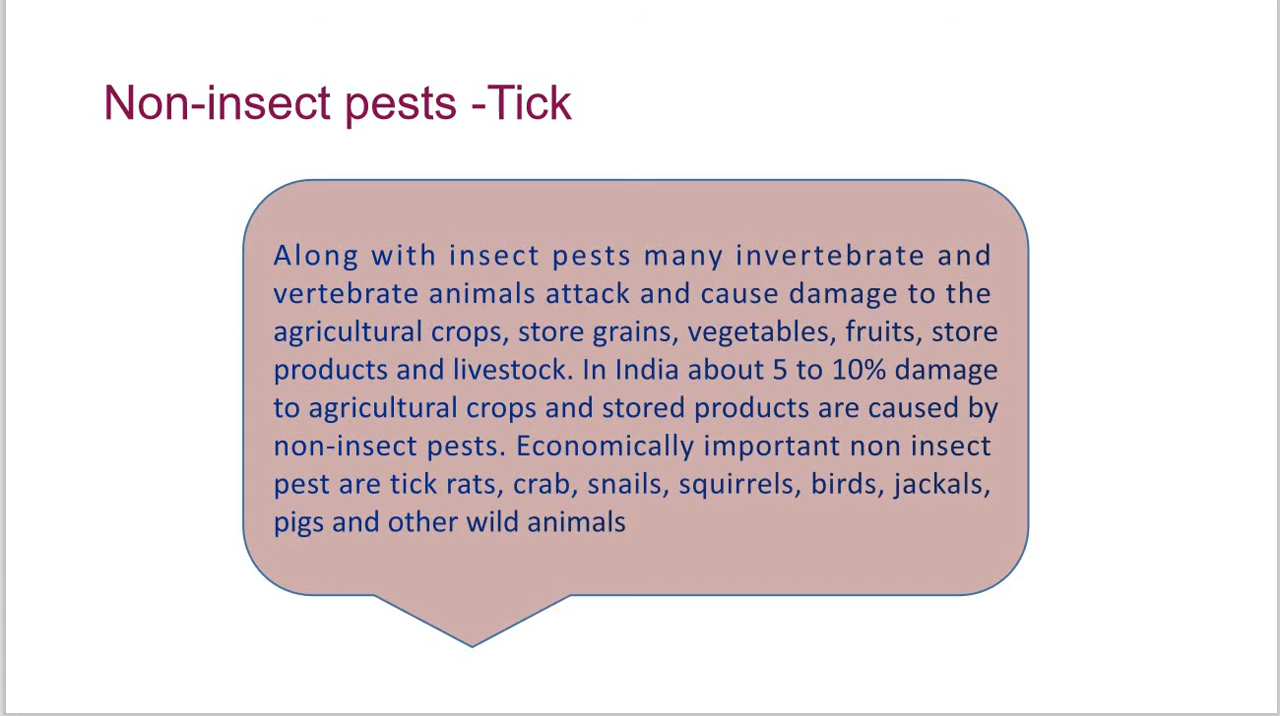 Non-insect pests -Tick
Along with insect pests many invertebrate and
vertebrate animals attack and cause damage to the
agricultural crops, store grains, vegetables, fruits, store
products and livestock. In India about 5 to 10% damage
to agricultural crops and stored products are caused by
non-insect pests. Economically important non insect
pest are tick rats, crab, snails, squirrels, birds, jackals,
pigs and other wild animals